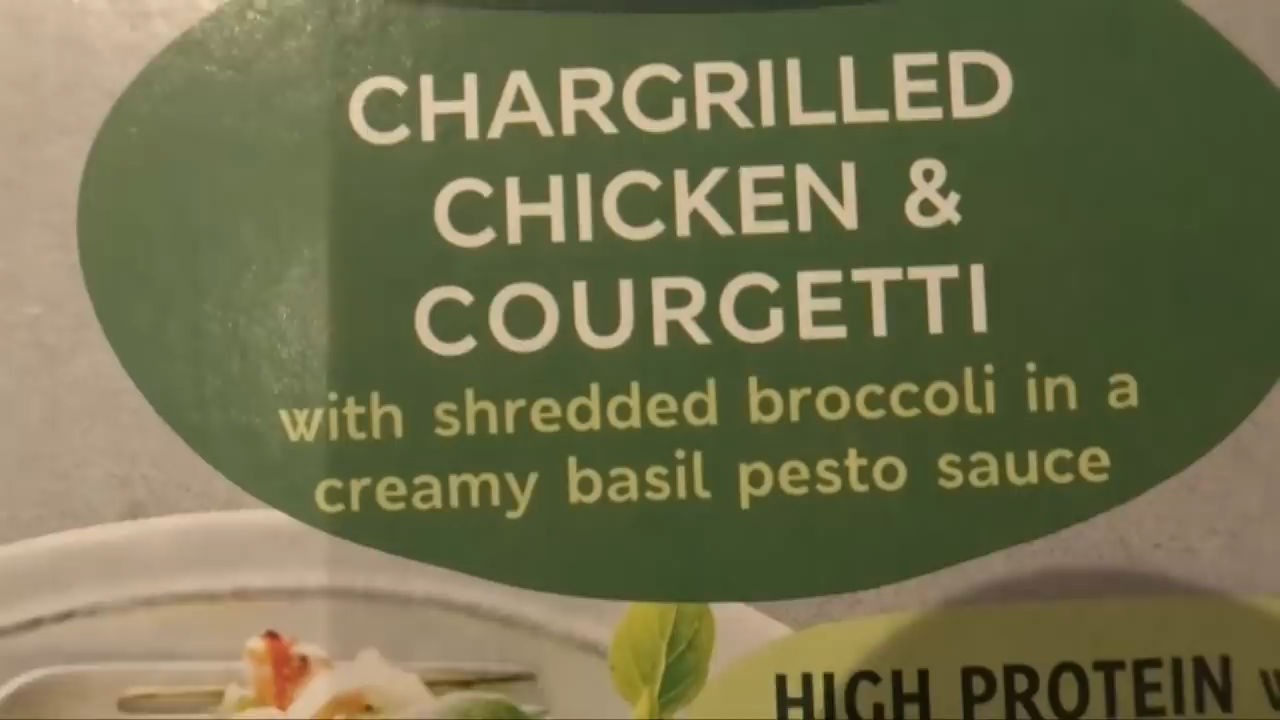 CHARGRILLED
CHICKEN &
COURGETTI
with shredded broccoli in a
creamy basil pesto sauce
HIGH PROTEIN